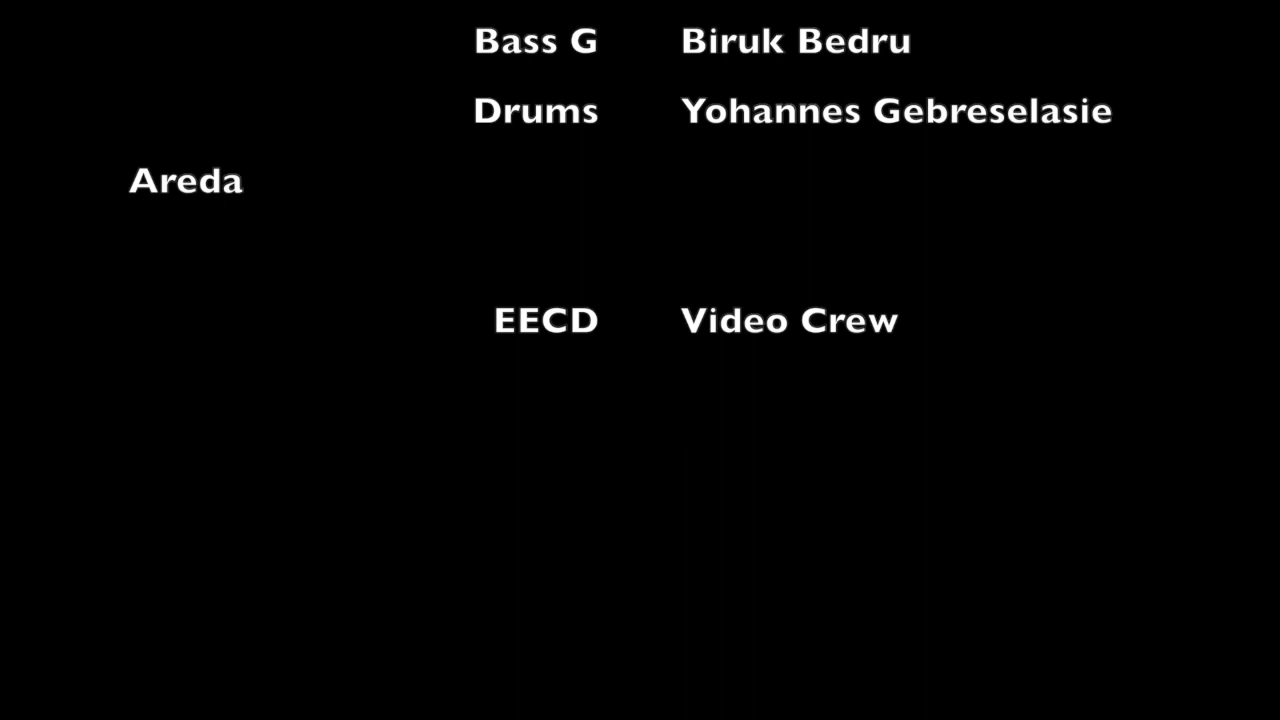 Bass G Biruk Bedru
Drums Yohannes Gebreselasie
Areda
EECD Video Crew